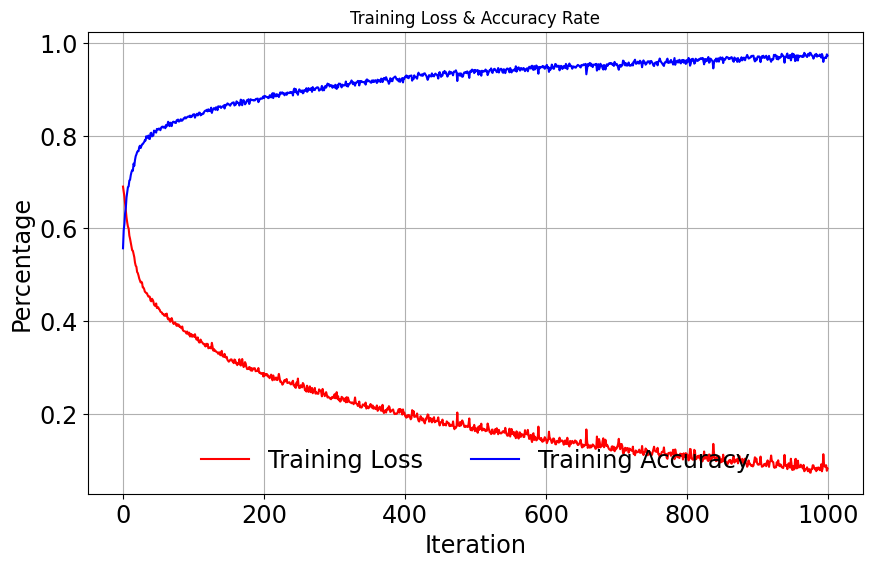 Training Loss & Accuracy Rate
1.0
0.8
0.6
0.4
0.2
Percentage
Training Loss Training Accuracy
0 200 400 600 800 1000
Iteration